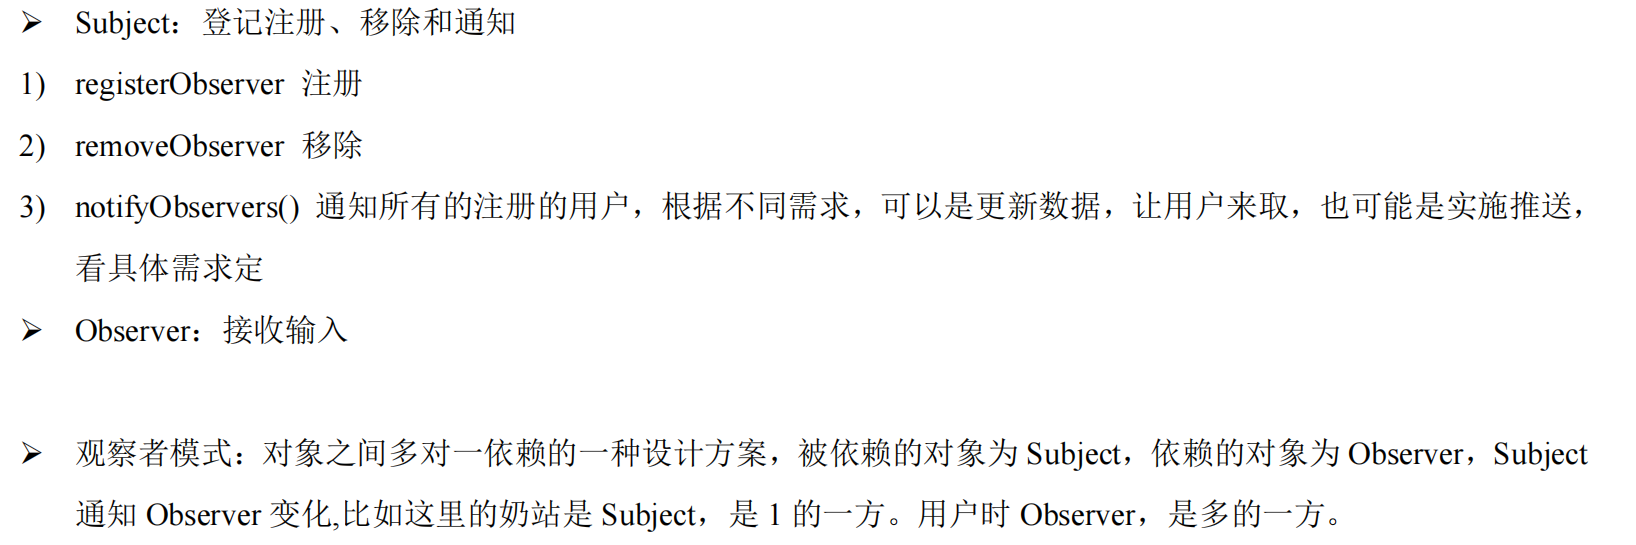 ➢ Subject：登记注册、移除和通知
1) registerObserver 注册
2) removeObserver 移除
3) notifyObservers() 通知所有的注册的用户，根据不同需求，可以是更新数据，让用户来取，也可能是实施推送，
看具体需求定
➢ Observer：接收输入
➢ 观察者模式：对象之间多对一依赖的一种设计方案，被依赖的对象为 Subject，依赖的对象为 Observer，Subject
通知 Observer 变化,比如这里的奶站是 Subject，是 1 的一方。用户时 Observer，是多的一方。